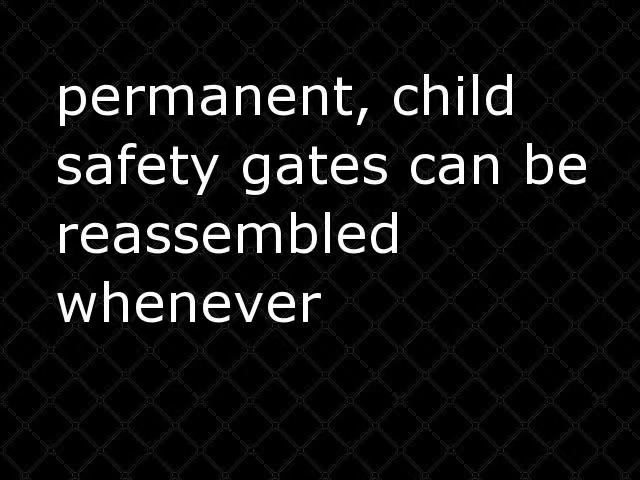 permanent, child
safety gates can be
reassembled
whenever